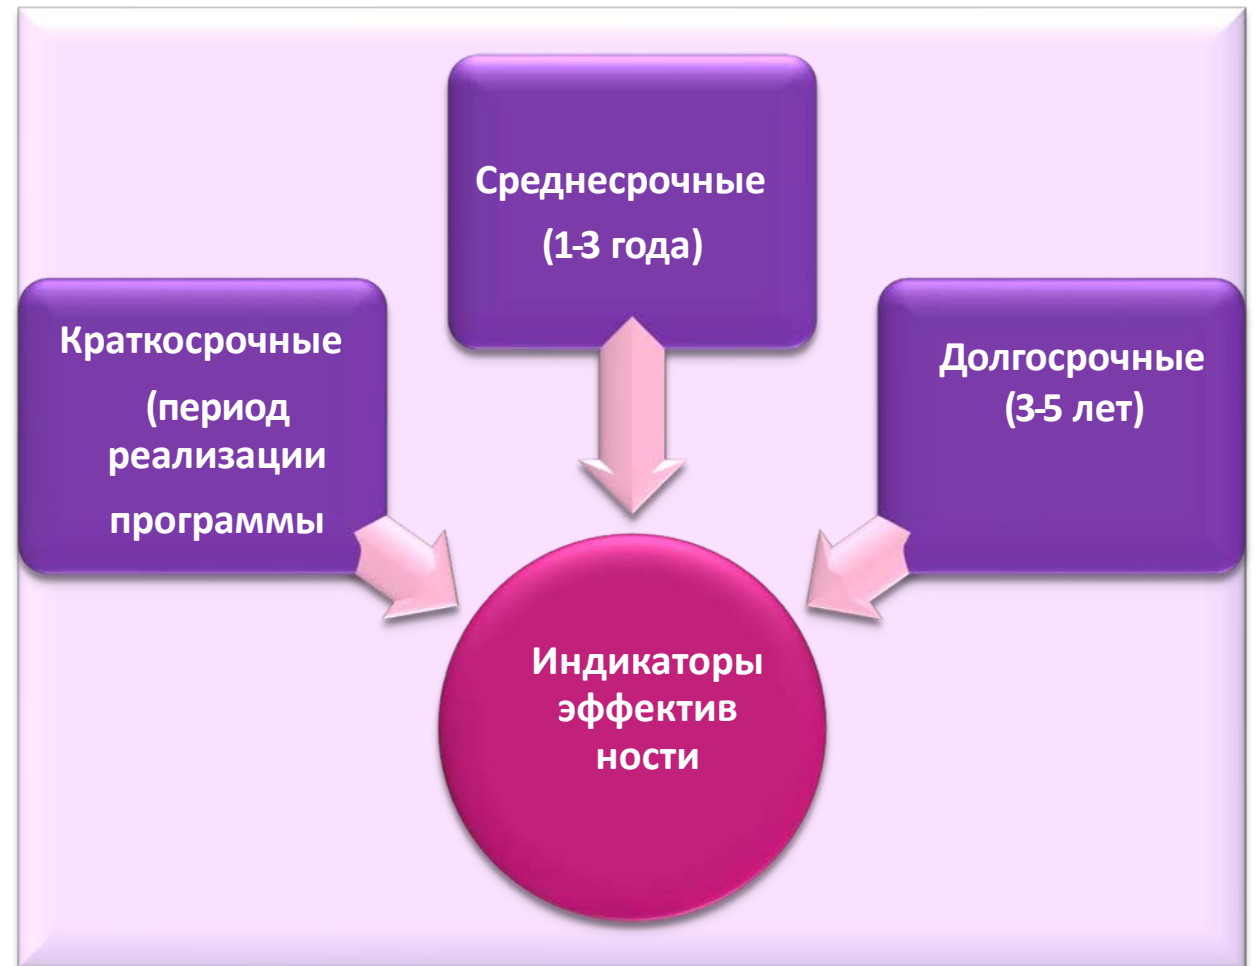 Среднесрочные
(1-3 года)
Краткосрочные
(период
реализации
программы
Долгосрочные
(3-5 лет)
Индикаторы
эффектив
ности